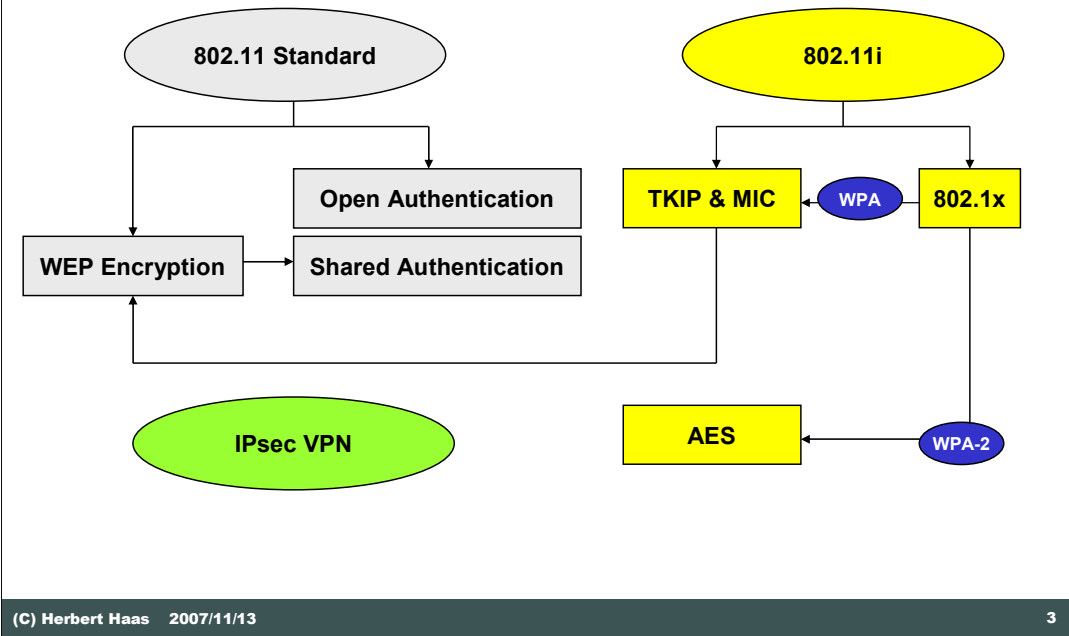 802.11 Standard
802.11i
Open Authentication
TKIP & MIC
WPA
802.1x
WEP Encryption
Shared Authentication
IPsec VPN
AES
WPA-2
(C) Herbert Haas 2007/11/13
3